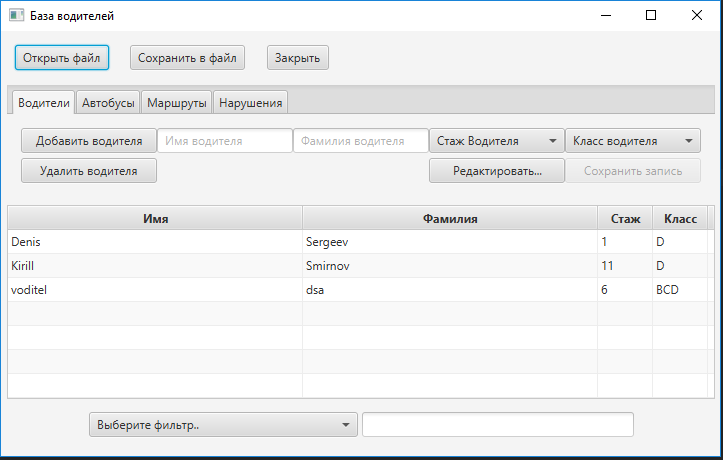 База водителей
Открыть файл Сохранить в файл Закрыть
Водители Автобусы Маршруты Нарушения
Добавить водителя Имя водителя Фамилия водителя Стаж Водителя Класс водителя
Удалить водителя Редактировать... Сохранить запись
Имя Фамилия Стаж Класс
Denis Sergeev 1 D
Kirill Smirnov 11 D
voditel dsa 6 BCD
Выберите фильтр..